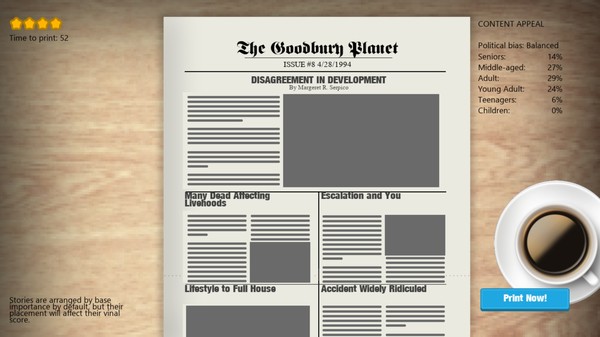 Time to print: 52
The Goodbury Planet
ISSUE #8 4/28/1994
DISAGREEMENT IN DEVELOPMENT
By Margaret R. Serpico
Many Dead Affecting
Livehoods
Escalation and You
Lifestyle to Full House
Accident Widely Ridiculed
CONTENT APPEAL
Political bias: Balanced
Seniors: 14%
Middle-aged: 27%
Adult: 29%
Young Adult: 24%
Teenagers: 6%
Children: 0%
Print Now!
Stories are arranged by base
importance by default, but their
placement will affect their viral
score.